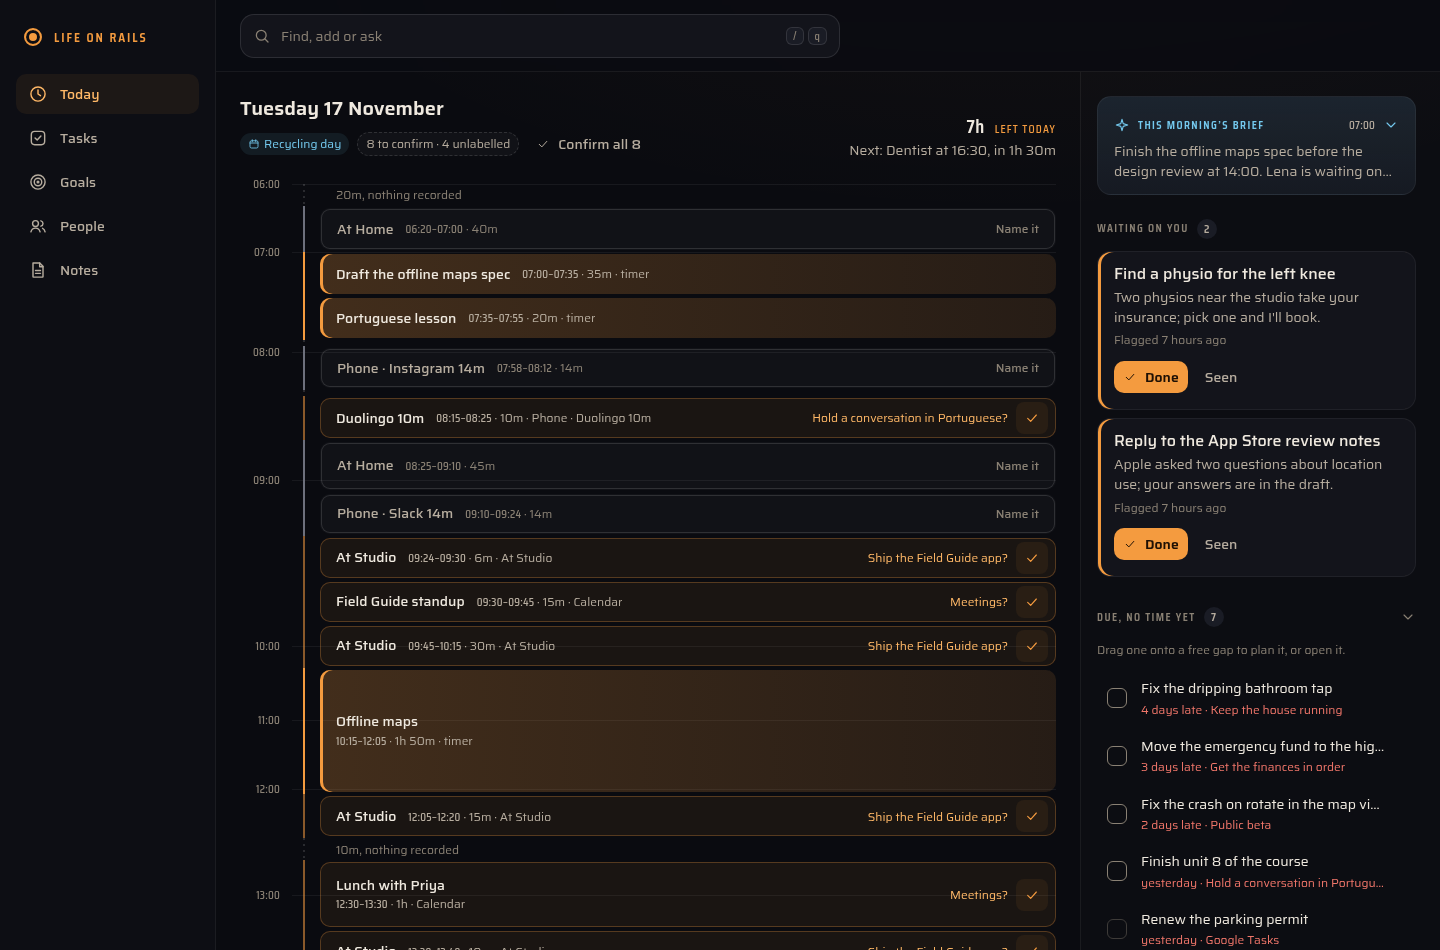 LIFE ON RAILS
Find, add or ask
/ q
Today
Tasks
Goals
People
Notes
Tuesday 17 November
Recycling day
8 to confirm · 4 unlabelled
Confirm all 8
7h LEFT TODAY
Next: Dentist at 16:30, in 1h 30m
06:00
20m, nothing recorded
At Home 06:20–07:00 · 40m Name it
07:00
Draft the offline maps spec 07:00–07:35 · 35m · timer
Portuguese lesson 07:35–07:55 · 20m · timer
08:00
Phone · Instagram 14m 07:58–08:12 · 14m Name it
Duolingo 10m 08:15–08:25 · 10m · Phone · Duolingo 10m Hold a conversation in Portuguese?
At Home 08:25–09:10 · 45m Name it
09:00
Phone · Slack 14m 09:10–09:24 · 14m Name it
At Studio 09:24–09:30 · 6m · At Studio Ship the Field Guide app?
Field Guide standup 09:30–09:45 · 15m · Calendar Meetings?
10:00
At Studio 09:45–10:15 · 30m · At Studio Ship the Field Guide app?
11:00
Offline maps
10:15–12:05 · 1h 50m · timer
12:00
At Studio 12:05–12:20 · 15m · At Studio Ship the Field Guide app?
10m, nothing recorded
Lunch with Priya
12:30–13:30 · 1h · Calendar
Meetings?
13:00
THIS MORNING'S BRIEF 07:00
Finish the offline maps spec before the
design review at 14:00. Lena is waiting on...
WAITING ON YOU 2
Find a physio for the left knee
Two physios near the studio take your
insurance; pick one and I'll book.
Flagged 7 hours ago
Done Seen
Reply to the App Store review notes
Apple asked two questions about location
use; your answers are in the draft.
Flagged 7 hours ago
Done Seen
DUE, NO TIME YET 7
Drag one onto a free gap to plan it, or open it.
Fix the dripping bathroom tap
4 days late · Keep the house running
Move the emergency fund to the hig...
3 days late · Get the finances in order
Fix the crash on rotate in the map vi...
2 days late · Public beta
Finish unit 8 of the course
yesterday · Hold a conversation in Portugu...
Renew the parking permit
yesterday · Google Tasks